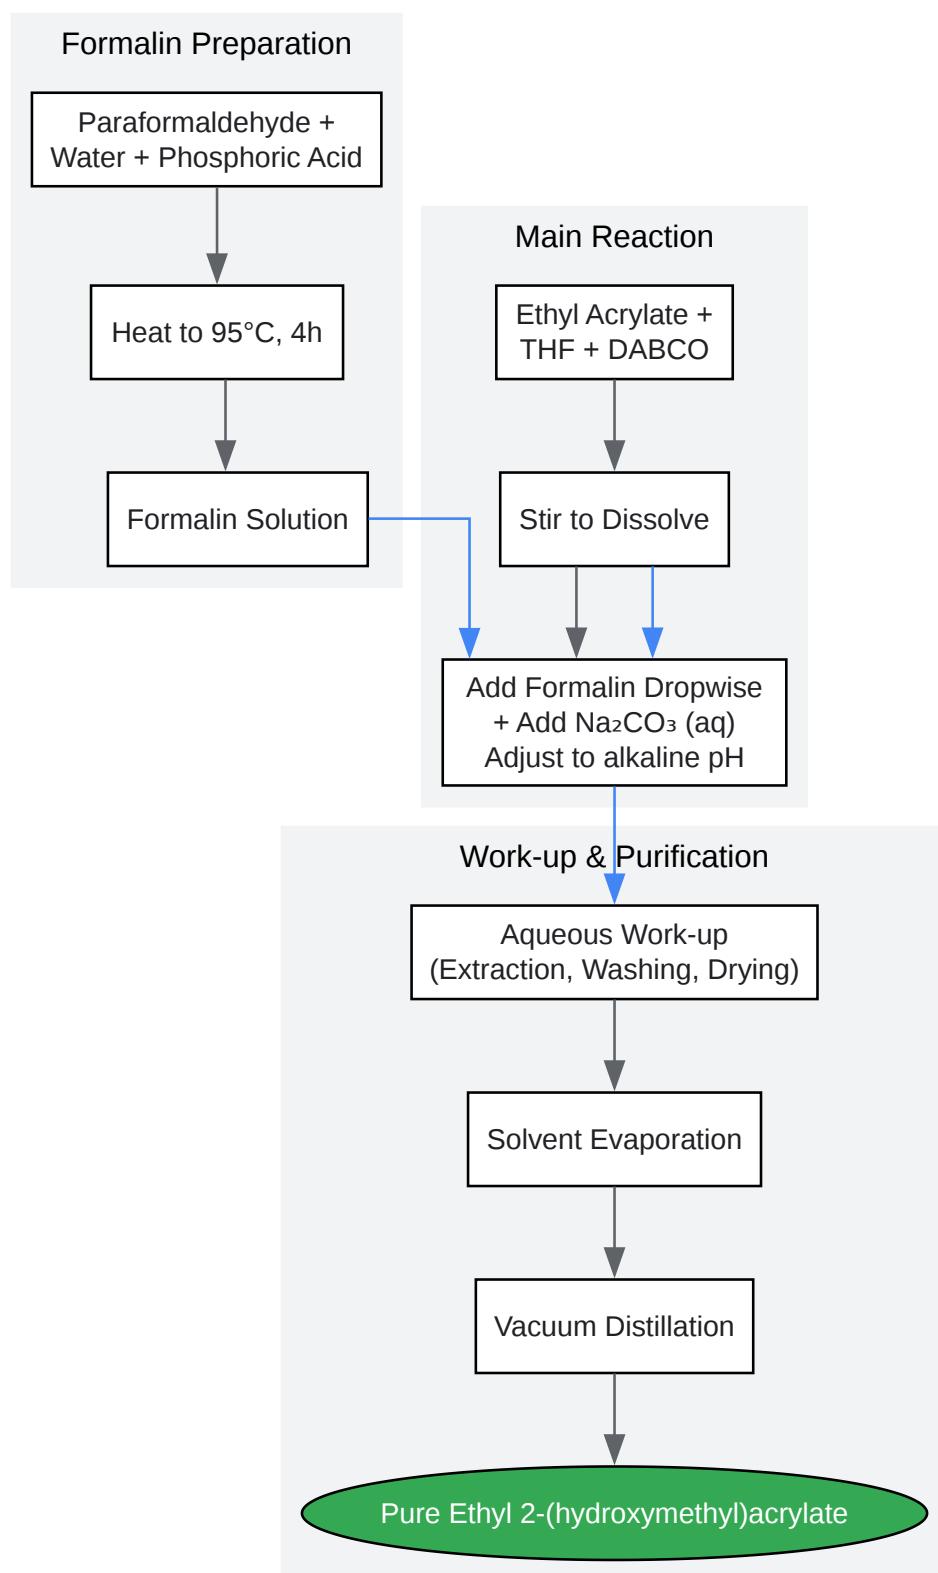 Formalin Preparation
Paraformaldehyde +
Water + Phosphoric Acid
Heat to 95°C, 4h
Formalin Solution
Main Reaction
Ethyl Acrylate +
THF + DABCO
Stir to Dissolve
Add Formalin Dropwise
+ Add Na₂CO₃ (aq)
Adjust to alkaline pH
Work-up & Purification
Aqueous Work-up
(Extraction, Washing, Drying)
Solvent Evaporation
Vacuum Distillation
Pure Ethyl 2-(hydroxymethyl)acrylate